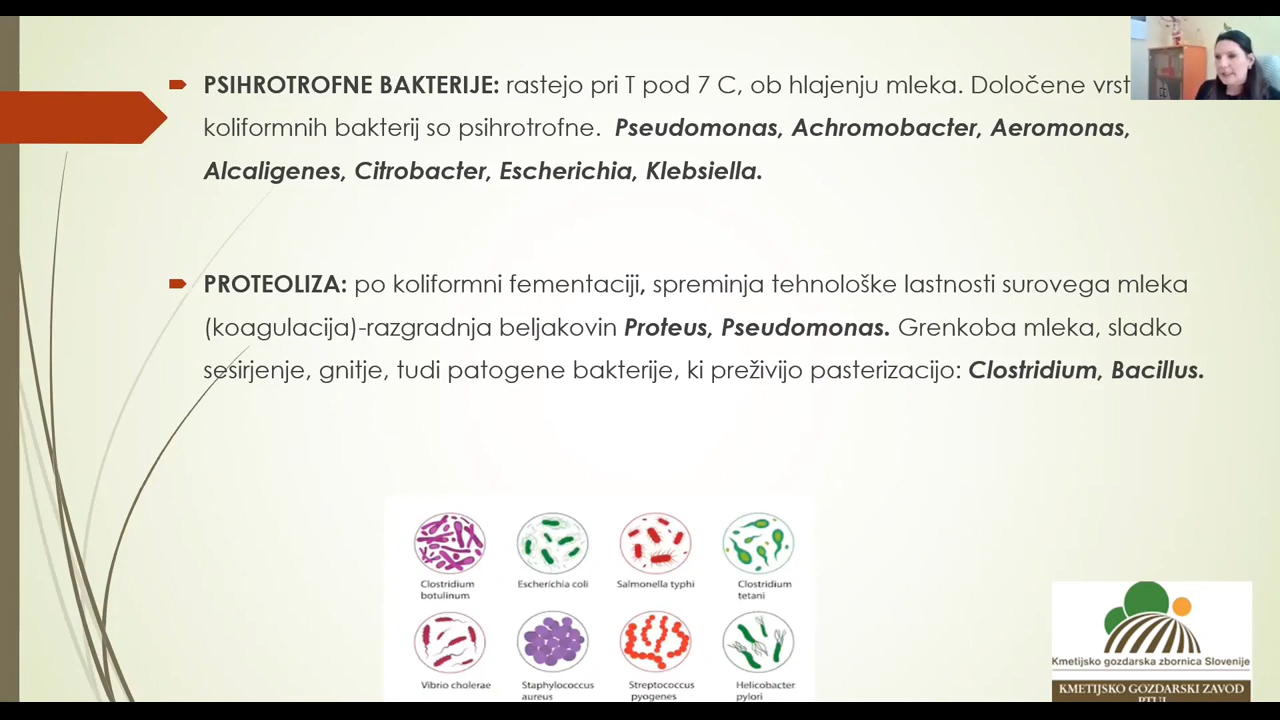 PSIHROTROFNE BAKTERIJE: rastejo pri T pod 7 C, ob hlajenju mleka. Določene vrst
koliformnih bakterij so psihrotrofne. Pseudomonas, Achromobacter, Aeromonas,
Alcaligenes, Citrobacter, Escherichia, Klebsiella.
PROTEOLIZA: po koliformni fementaciji, spreminja tehnološke lastnosti surovega mleka
(koagulacija)-razgradnja beljakovin Proteus, Pseudomonas. Grenkoba mleka, sladko
sesirjenje, gnitje, tudi patogene bakterije, ki preživijo pasterizacijo: Clostridium, Bacillus.
Clostridium botulinum
Escherichia coli
Salmonella typhi
Clostridium tetani
Vibrio cholerae
Staphylococcus aureus
Streptococcus pyogenes
Helicobacter pylori
Kmetijsko gozdarska zbornica Slovenije
KMETIJSKO GOZDARSKI ZAVOD
PTUJ